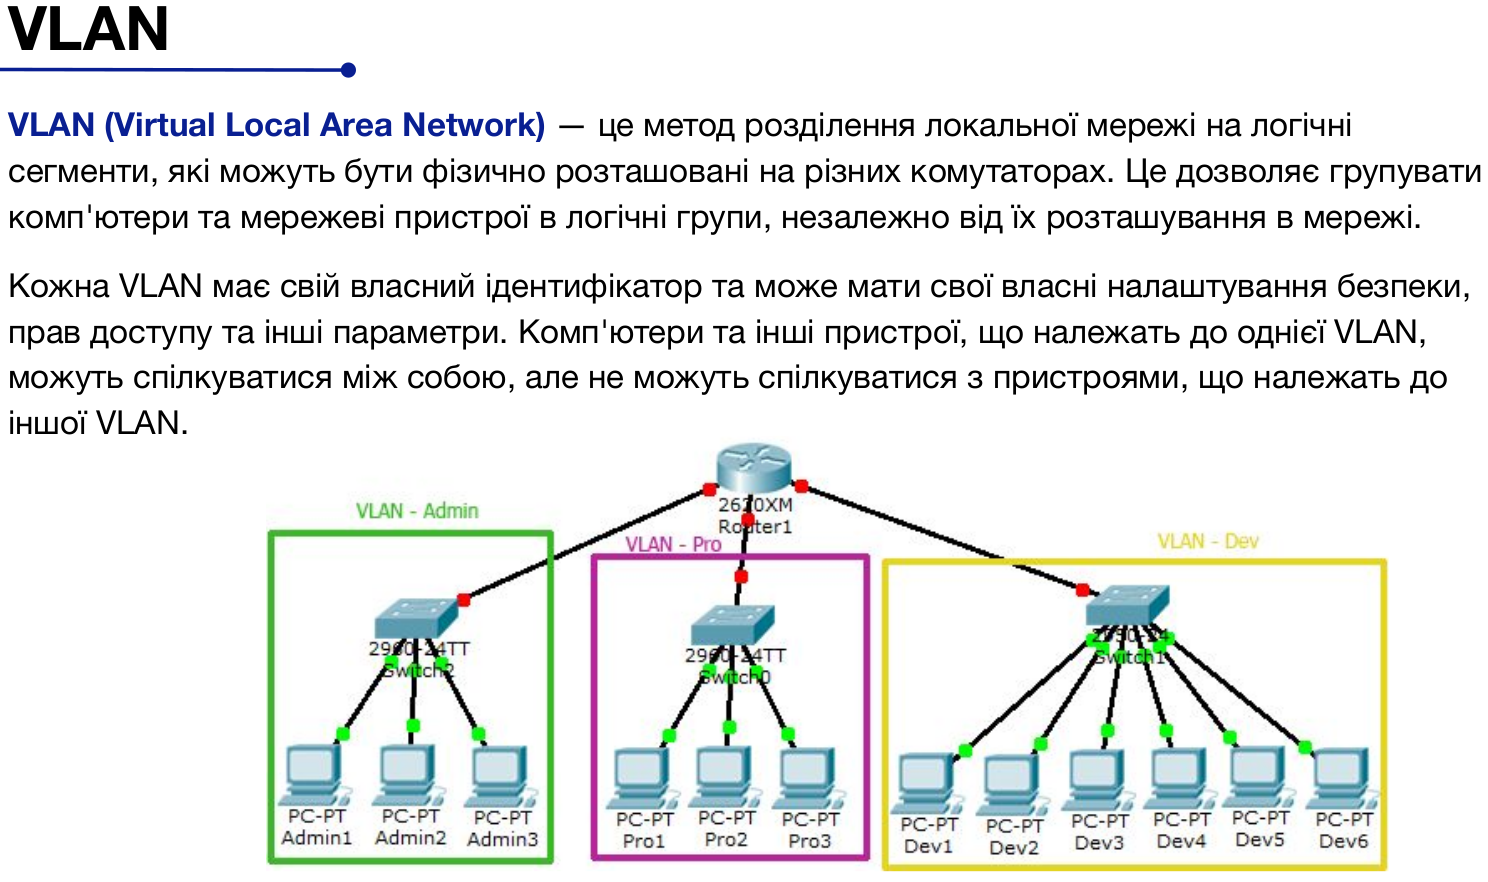 VLAN
VLAN (Virtual Local Area Network) — це метод розділення локальної мережі на логічні
сегменти, які можуть бути фізично розташовані на різних комутаторах. Це дозволяє групувати
комп'ютери та мережеві пристрої в логічні групи, незалежно від їх розташування в мережі.
Кожна VLAN має свій власний ідентифікатор та може мати свої власні налаштування безпеки,
прав доступу та інші параметри. Комп'ютери та інші пристрої, що належать до однієї VLAN,
можуть спілкуватися між собою, але не можуть спілкуватися з пристроями, що належать до
іншої VLAN.
2620XM
Router1
VLAN - Admin
VLAN - Pro
VLAN - Dev
2960-24TT
Switch2
2960-24TT
Switch0
2950-24
Switch1
PC-PT
Admin1
PC-PT
Admin2
PC-PT
Admin3
PC-PT
Pro1
PC-PT
Pro2
PC-PT
Pro3
PC-PT
Dev1
PC-PT
Dev2
PC-PT
Dev3
PC-PT
Dev4
PC-PT
Dev5
PC-PT
Dev6